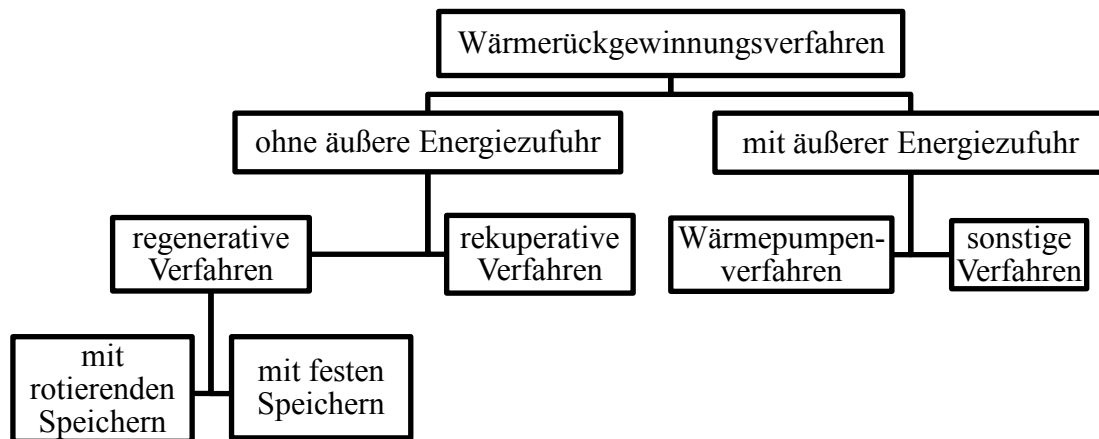 Wärmerückgewinnungsverfahren
ohne äußere Energiezufuhr
mit äußerer Energiezufuhr
regenerative
Verfahren
rekuperative
Verfahren
Wärmepumpen-
verfahren
sonstige
Verfahren
mit
rotierenden
Speichern
mit festen
Speichern